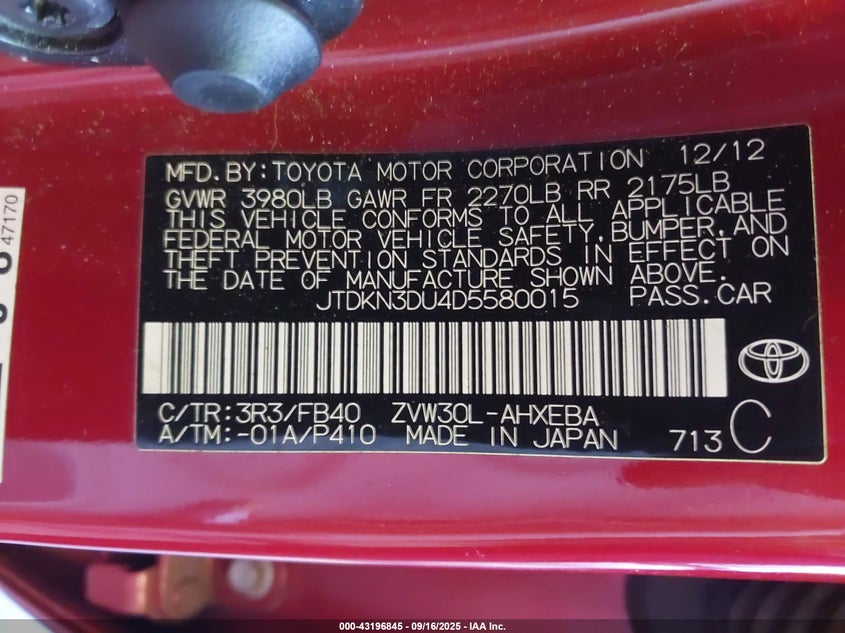 MFD. BY: TOYOTA MOTOR CORPORATION 12/12
GVWR 3980LB GAWR FR 2270LB RR 2175LB
THIS VEHICLE CONFORMS TO ALL APPLICABLE
FEDERAL MOTOR VEHICLE SAFETY, BUMPER, AND
THEFT PREVENTION STANDARDS IN EFFECT ON
THE DATE OF MANUFACTURE SHOWN ABOVE.
JTDKN3DU4D5580015 PASS. CAR
C/TR: 3R3/FB40 ZVW30L-AHXEBA
A/TM: -01A/P410 MADE IN JAPAN 713 C
47170
000-43196845 - 09/16/2025 - IAA Inc.